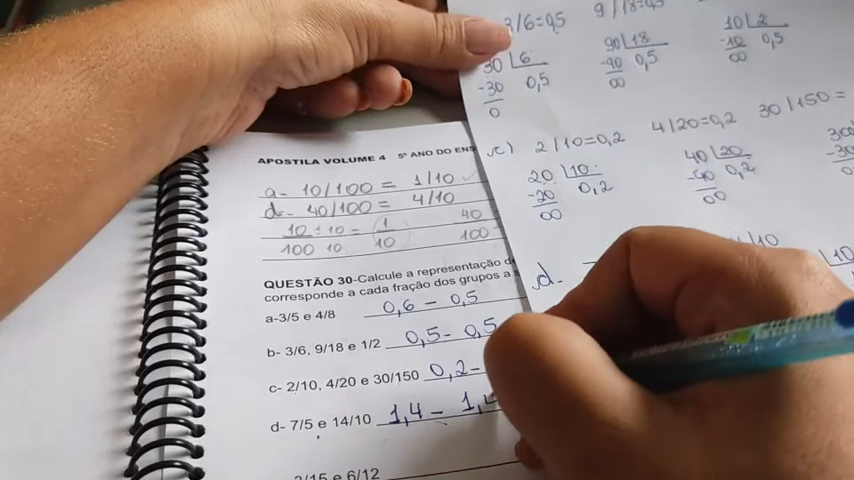 APOSTILA VOLUME 4 5º ANO DO ENS
a- 10/100 = 1/10
d- 40/100 = 4/10
10 ÷ 10 = 1 40
100 10 10 100
QUESTÃO 30-Calcule a representação
corresponde a cada fração dos grupos a s
a-3/5 e 4/8 0,6 - 0,5
b- 3/6, 9/18 e 1/2 0,5 - 0,5
c- 2/10, 4/20 e 30/150 0,2-
d- 7/5 e 14/10 1,4 - 1,4
3/15 e 6/12
3/6=0,5 9/18=0,5
30 6 90 18 10 2
-30 0,5 -90 0,5 -10 0,5
0 00 00
c) 2/10=0,2 4/20=0,2 30/150=
20 10 40 20 300
-20 0,2 -40 0,2
00 00
d-